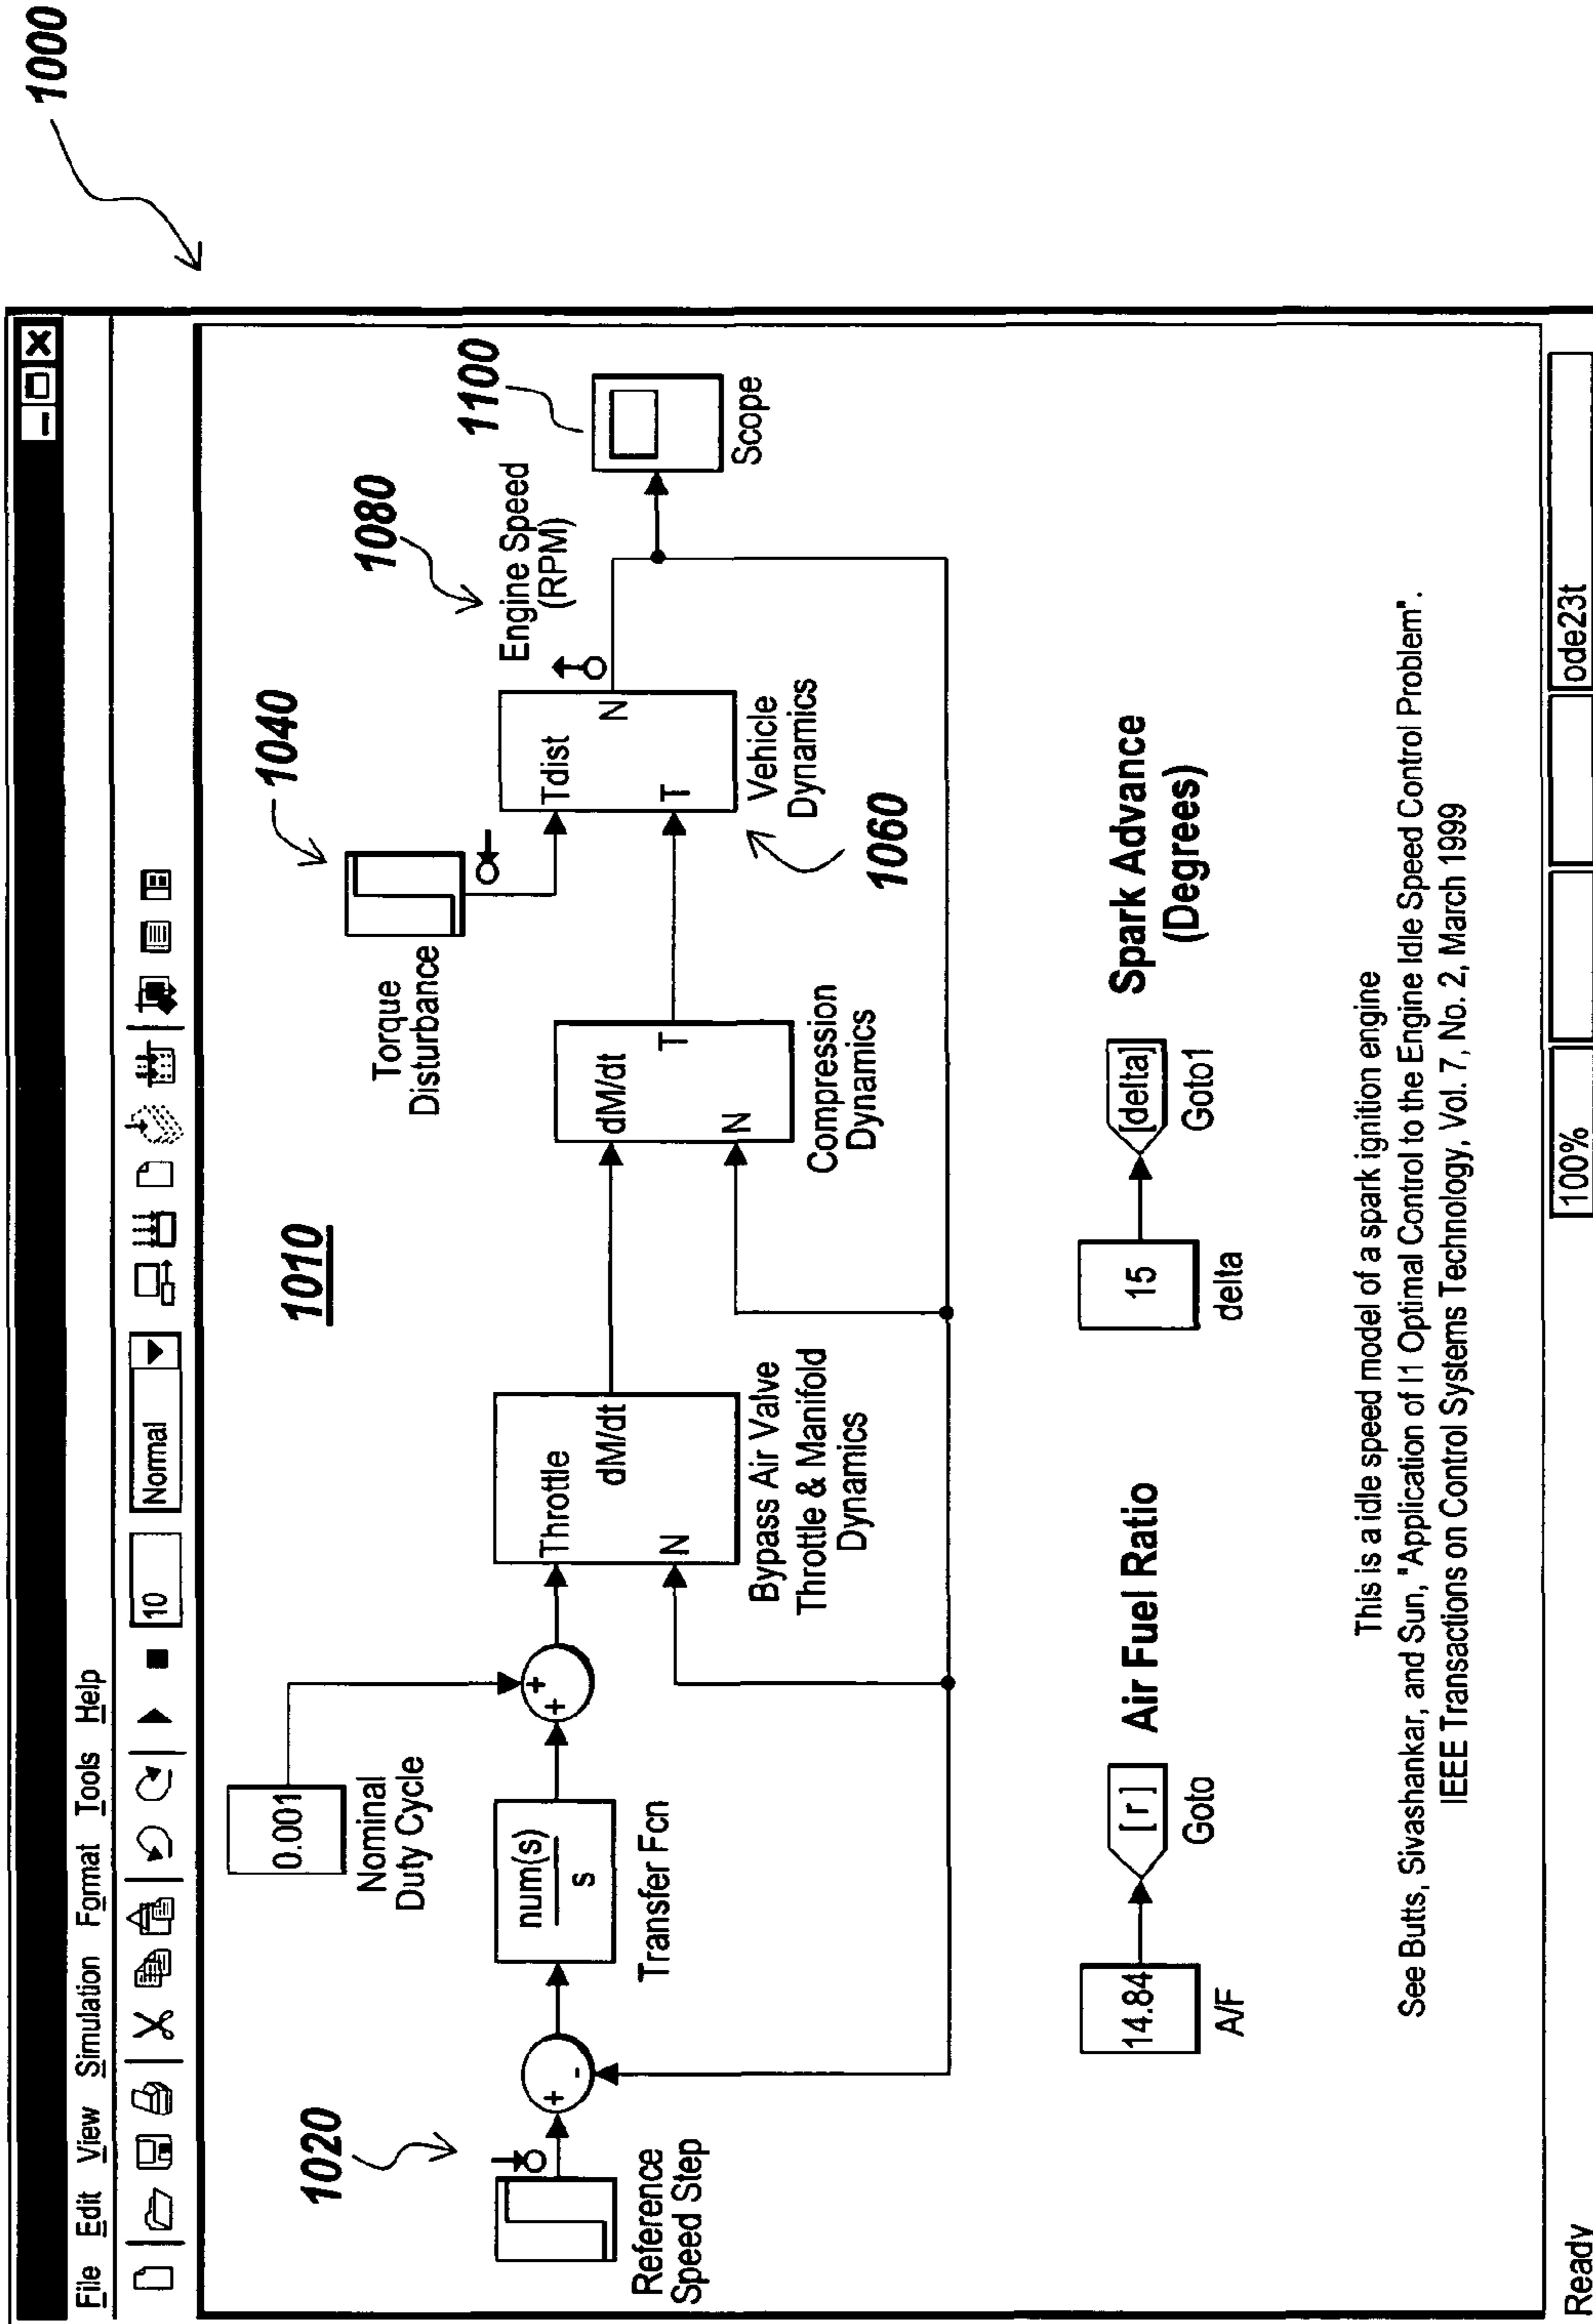 1000
File Edit View Simulation Format Tools Help
10 Normal
1010
1020
1040
1080
1100
1060
0.001
Nominal
Duty Cycle
Torque
Disturbance
Engine Speed
(RPM)
Reference
Speed Step
+
-
num(s)
s
Transfer Fcn
+
+
Throttle
dM/dt
N
Bypass Air Valve
Throttle & Manifold
Dynamics
dM/dt
T
N
Compression
Dynamics
Tdist
N
T
Vehicle
Dynamics
Scope
14.84
A/F
[ r ]
Goto
Air Fuel Ratio
15
delta
[delta]
Goto1
Spark Advance
(Degrees)
This is a idle speed model of a spark ignition engine
See Butts, Sivashankar, and Sun, "Application of l1 Optimal Control to the Engine Idle Speed Control Problem".
IEEE Transactions on Control Systems Technology, Vol. 7, No. 2, March 1999
Ready 100% ode23t